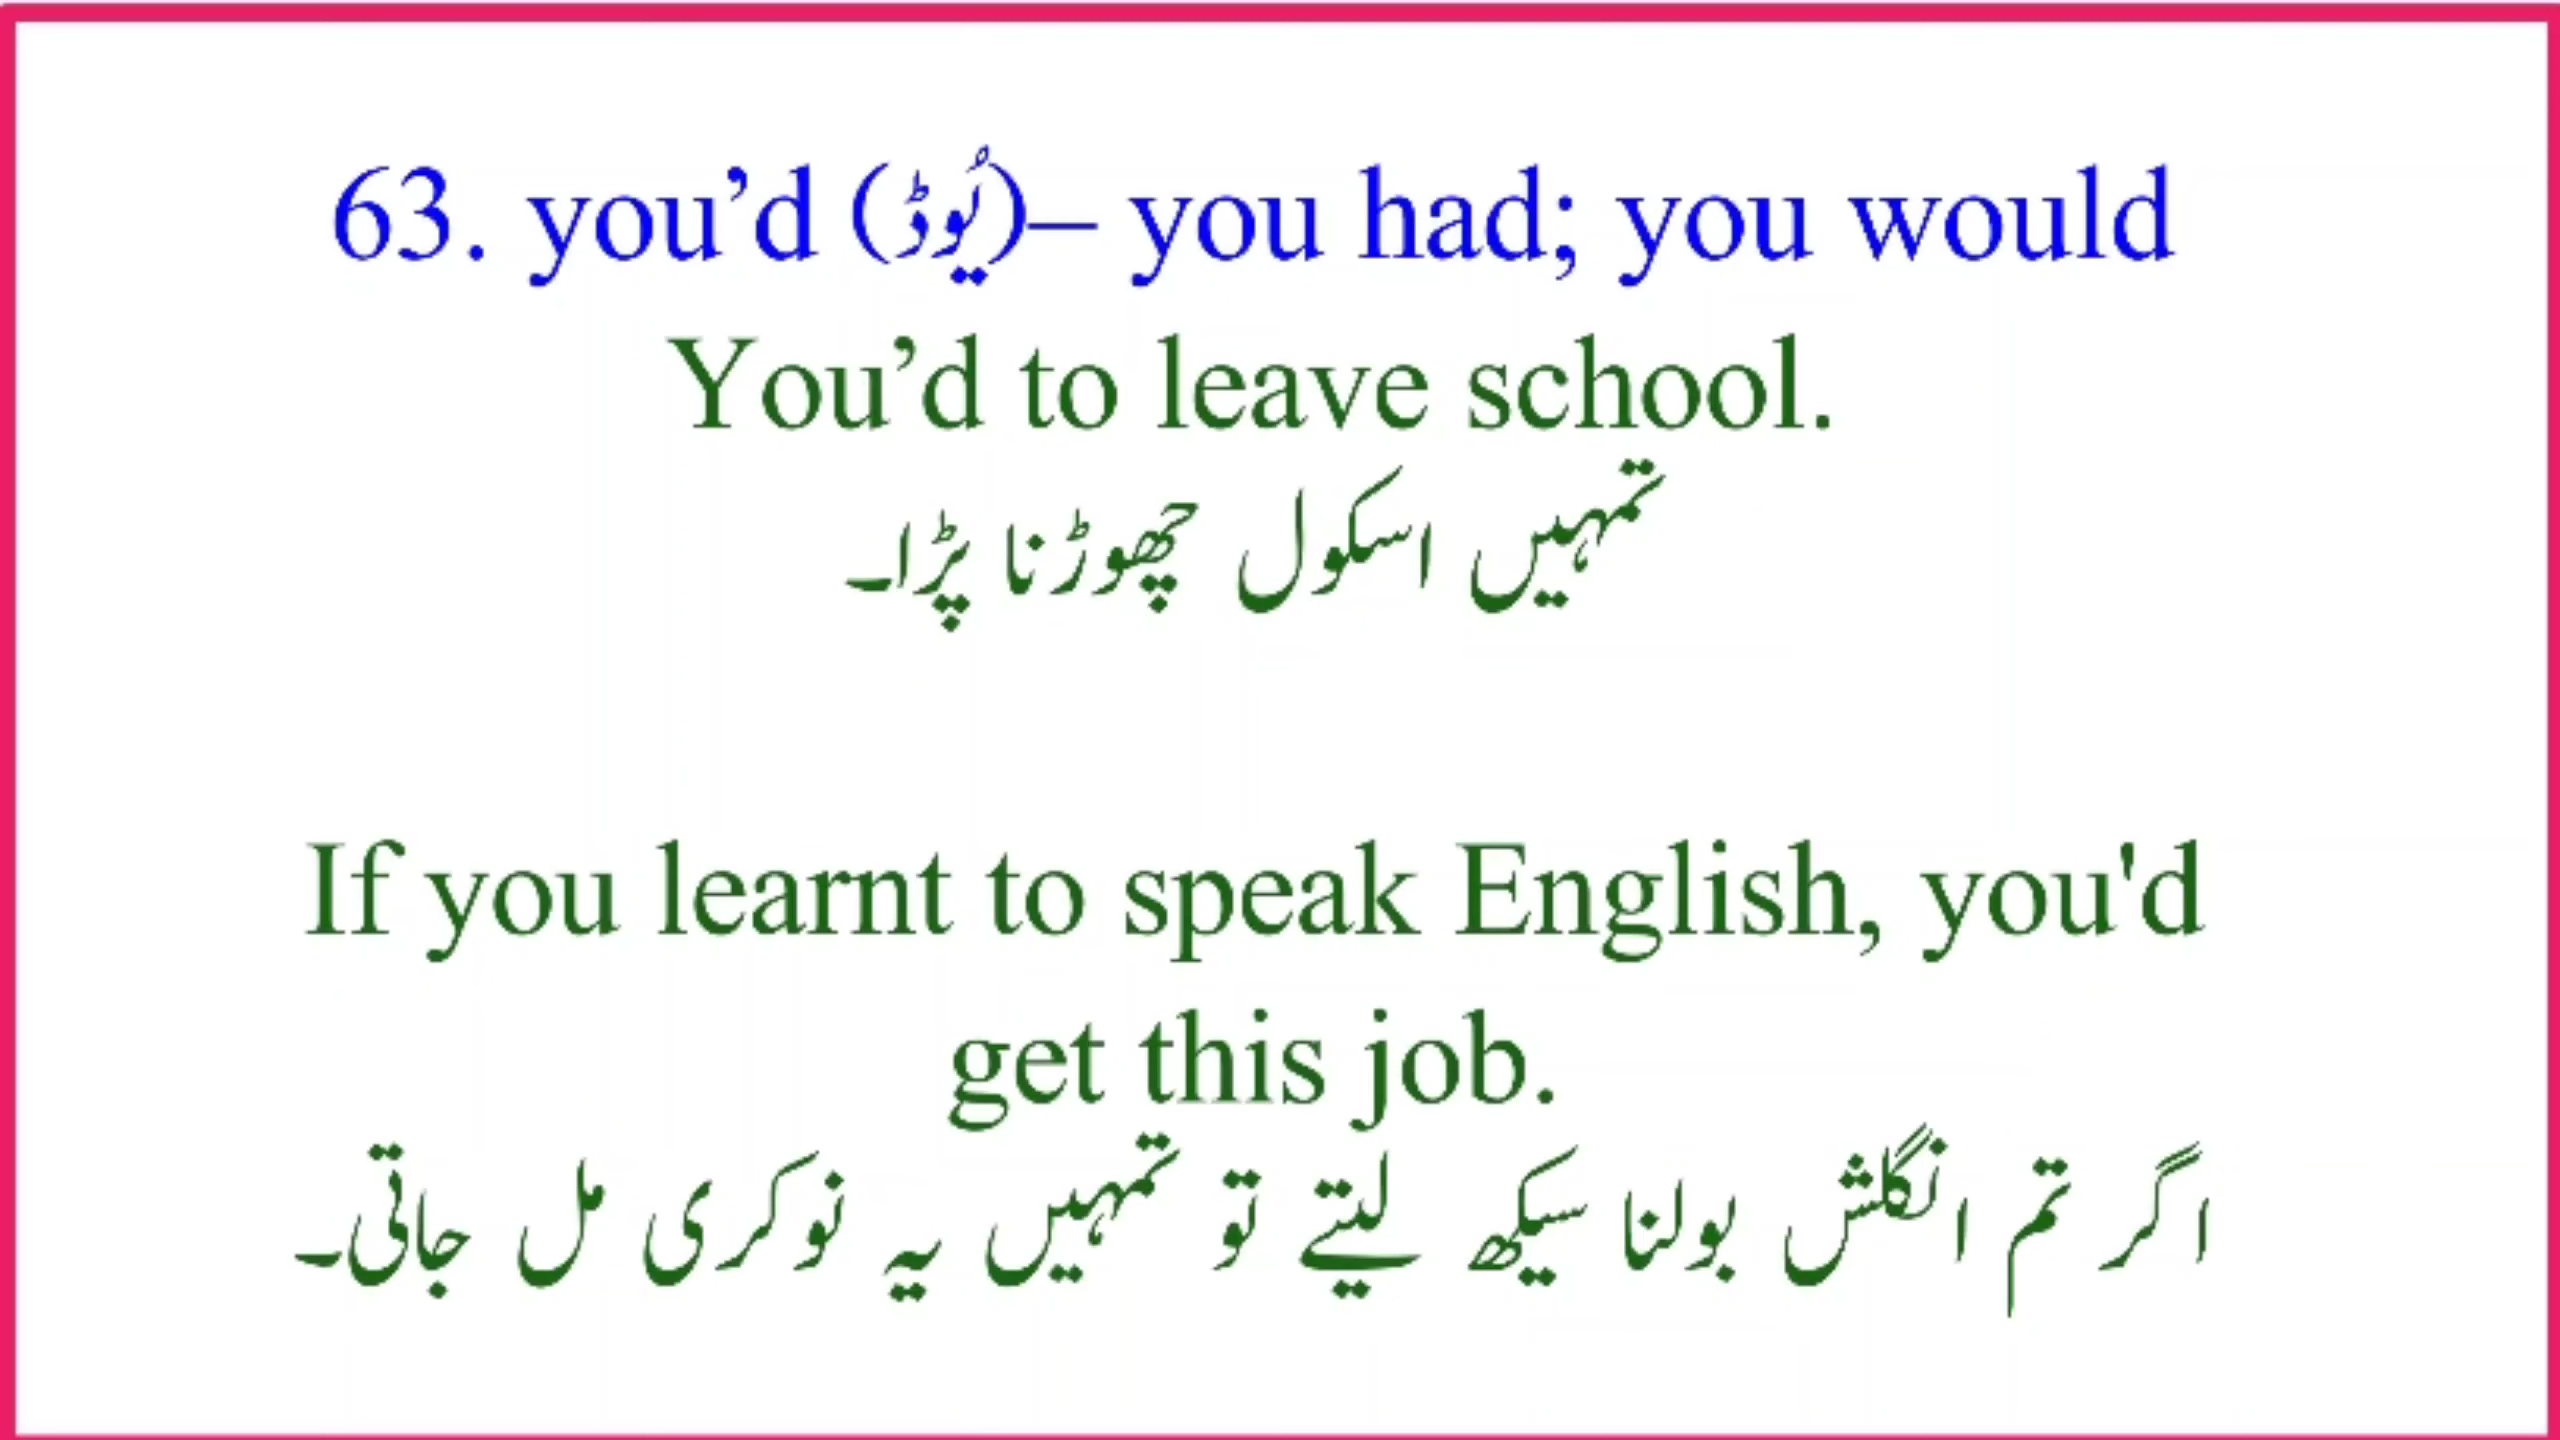 63. you’d (یُوڈ)– you had; you would
You’d to leave school.
تمہیں اسکول چھوڑنا پڑا۔
If you learnt to speak English, you'd
get this job.
اگر تم انگلش بولنا سیکھ لیتے تو تمہیں یہ نوکری مل جاتی۔